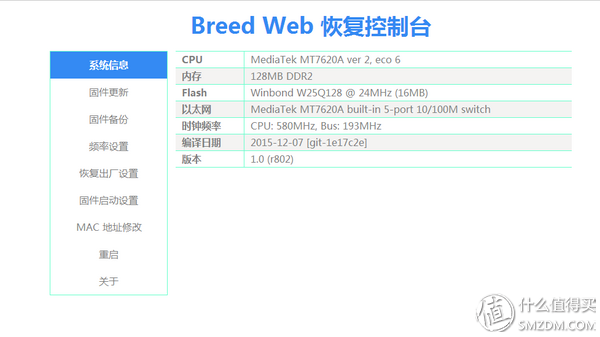 Breed Web 恢复控制台
系统信息
固件更新
固件备份
频率设置
恢复出厂设置
固件启动设置
MAC 地址修改
重启
关于
CPU MediaTek MT7620A ver 2, eco 6
内存 128MB DDR2
Flash Winbond W25Q128 @ 24MHz (16MB)
以太网 MediaTek MT7620A built-in 5-port 10/100M switch
时钟频率 CPU: 580MHz, Bus: 193MHz
编译日期 2015-12-07 [git-1e17c2e]
版本 1.0 (r802)
值 什么值得买
SMZDM.COM